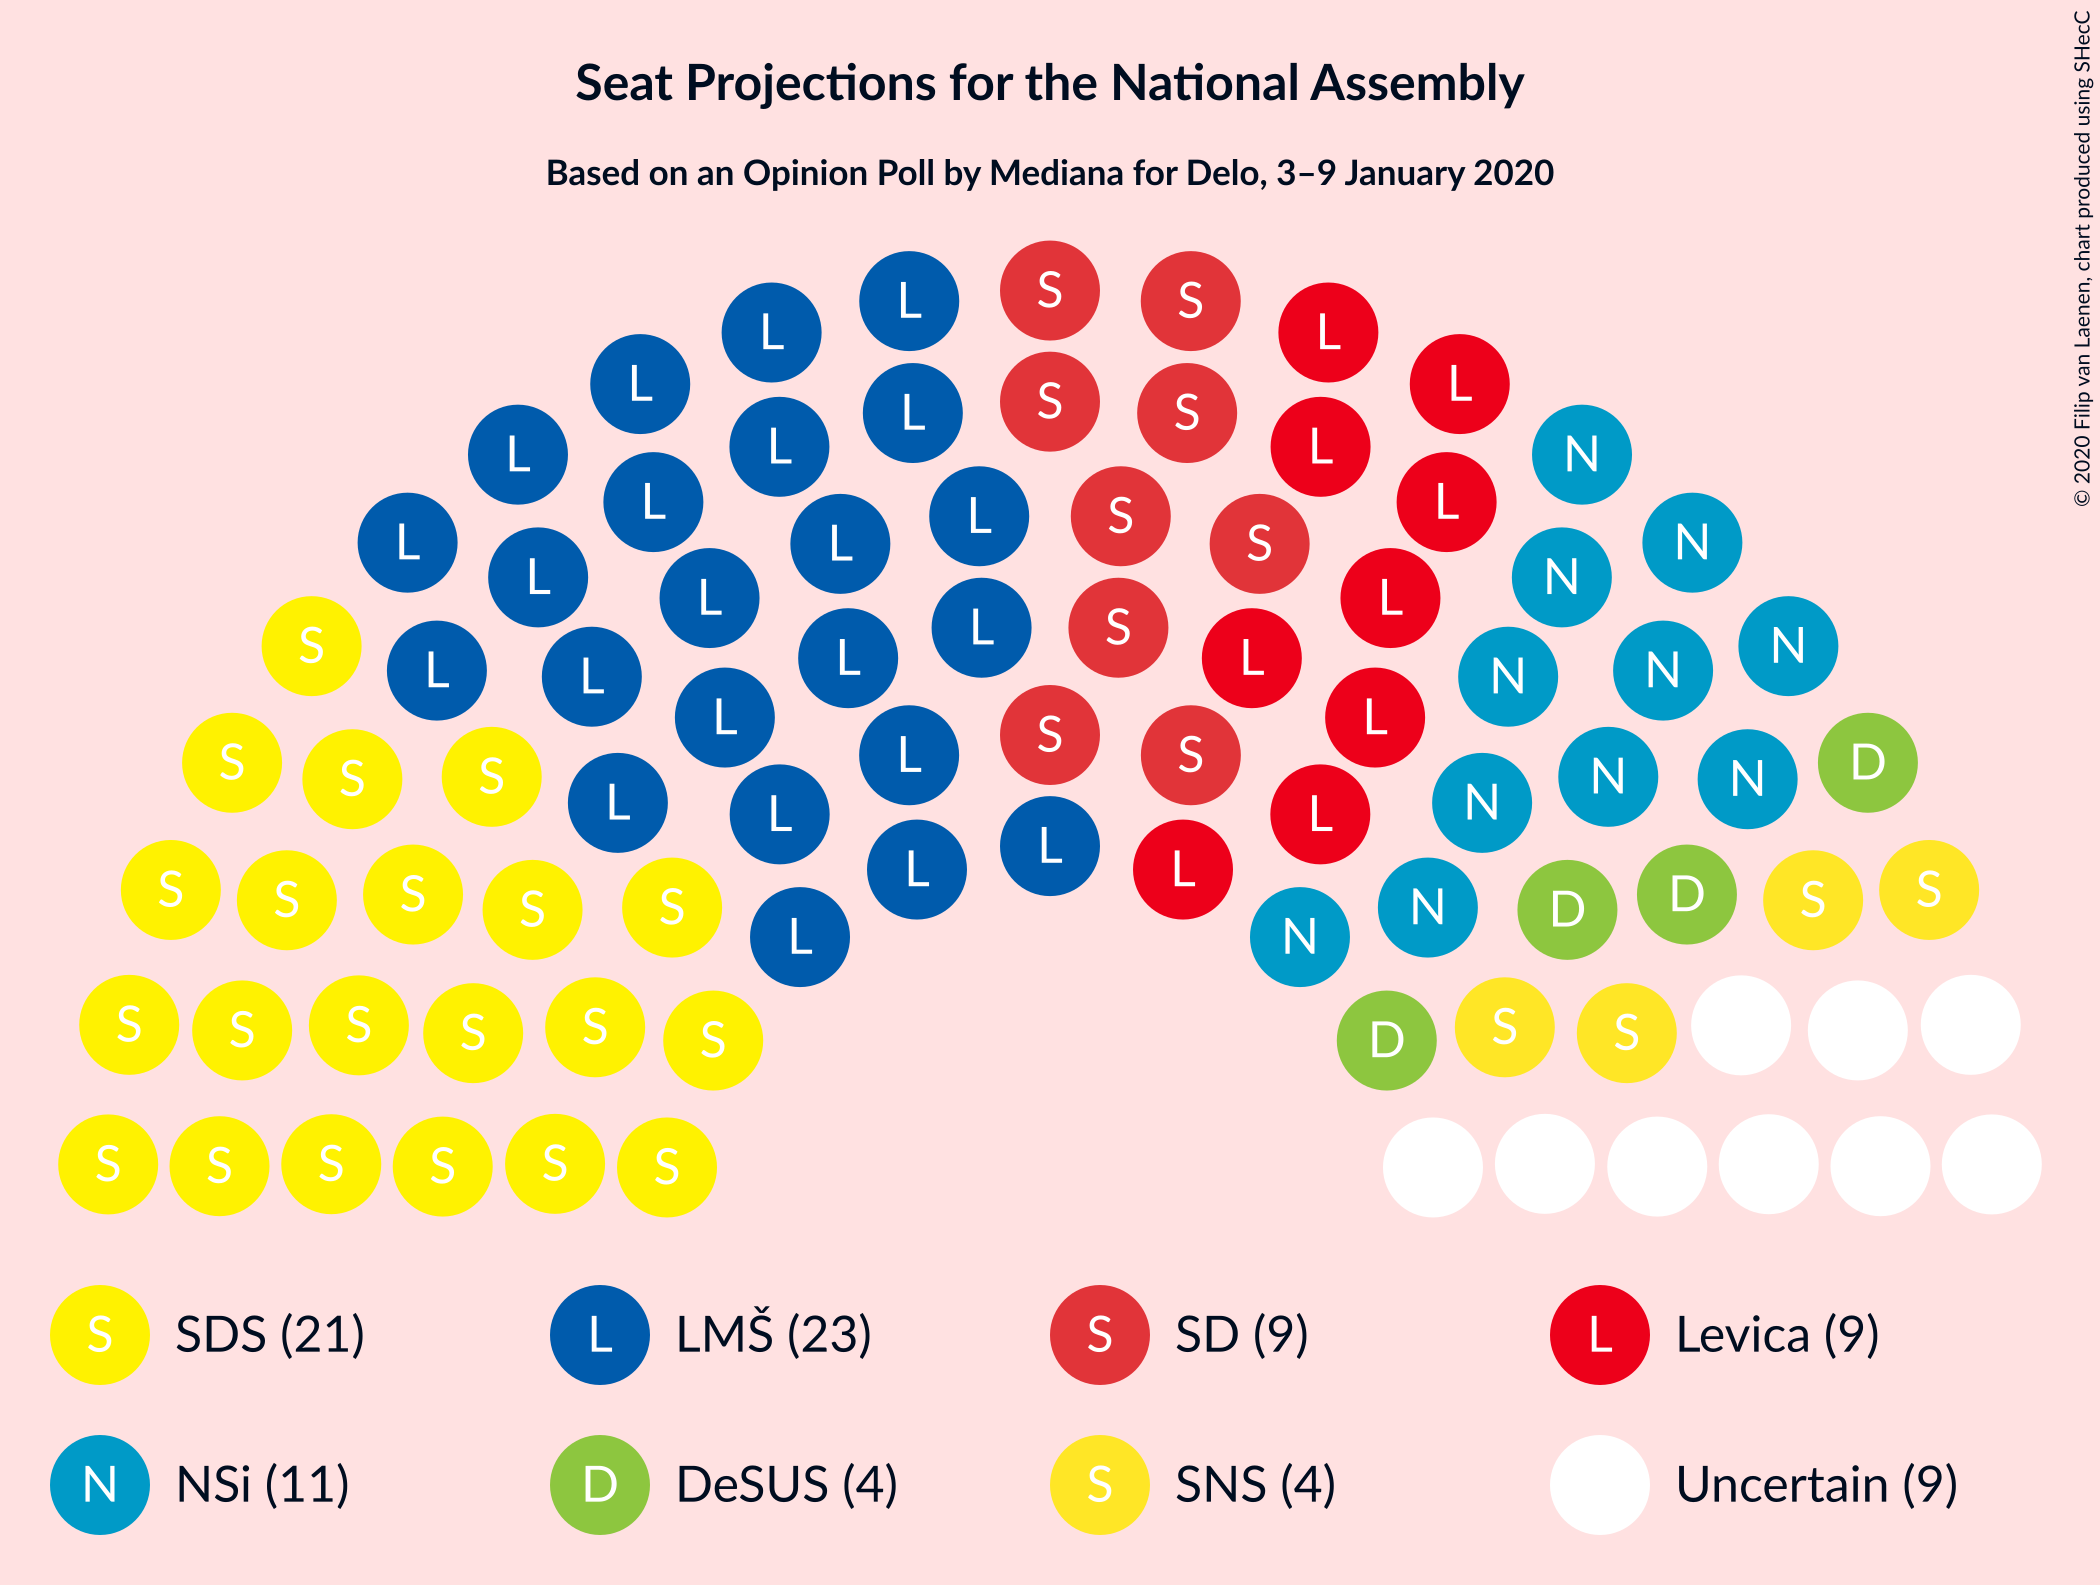 Seat Projections for the National Assembly
Based on an Opinion Poll by Mediana for Delo, 3–9 January 2020
© 2020 Filip van Laenen, chart produced using SHecC
L S S
L L L
L L
L S S
L N
L L
L L S S
L N
L L L N N
L L S L
S L L N N N
L L
L S S
S S S L L L N N N D
L L L
S S S S S L N D D S S
L N
S S S S S S D S S
S S S S S S
S SDS (21) L LMŠ (23) S SD (9) L Levica (9)
N NSi (11) D DeSUS (4) S SNS (4) Uncertain (9)